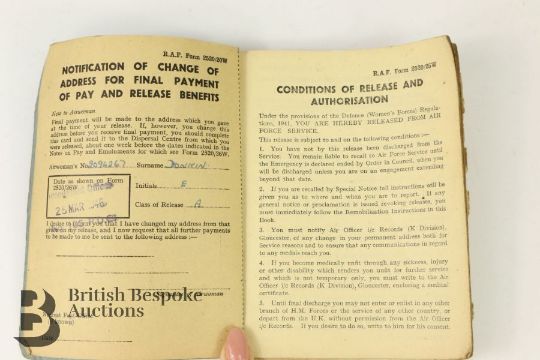 R.A.F. Form 2520/20W
NOTIFICATION OF CHANGE OF
ADDRESS FOR FINAL PAYMENT
OF PAY AND RELEASE BENEFITS
Final payment will be made to the address which you gave
at the time of your release. If, however, you change this
address before you receive final payment, you should complete
this card and send it to the Dispersal Centre from which you
were released, about one week before the dates indicated in the
Note on Pay and Emoluments for which see Form 2520/26W.
Airwoman's No. 2094267 Surname DONKIN
Date as shown on Form
2520/26W
Initials E
25 MAR
Class of Release A
I desire to inform you that I have changed my address from that
given on my release, and I now request that all further payments
to be made to me be sent to the following address:
R.A.F. Form 2520/25W
CONDITIONS OF RELEASE AND
AUTHORISATION
Under the provisions of the Defence (Women's Forces) Regula-
tions, 1941, YOU ARE HEREBY RELEASED FROM AIR
FORCE SERVICE.
This release is subject to and on the following conditions:—
1. You have not by this release been discharged from the
Service. You remain liable to recall to Air Force Service until
the Emergency is declared ended by Order in Council, when you
will be discharged unless you are on an engagement extending
beyond that date.
2. If you are recalled by Special Notice full instructions will be
given you as to where and when you are to report. If any
general notice or proclamation is issued revoking releases, you
must immediately follow the Remobilisation Instructions in this
Book.
3. You must notify Air Officer i/c Records (K Division),
Gloucester, of any change in your permanent address both for
Service reasons and to ensure that any communications in regard
to any medals reach you.
4. If you become medically unfit through any sickness, injury
or other disability which renders you unfit for further service
and which is not temporary only, you must write to the Air
Officer i/c Records (K Division), Gloucester, enclosing a medical
certificate.
5. Until final discharge you may not enter or enlist in any other
branch of H.M. Forces or the service of any other country, or
depart from the U.K. without permission from the Air Officer
i/c Records. If you desire to do so, write to him for his consent.
B
British Bespoke
Auctions